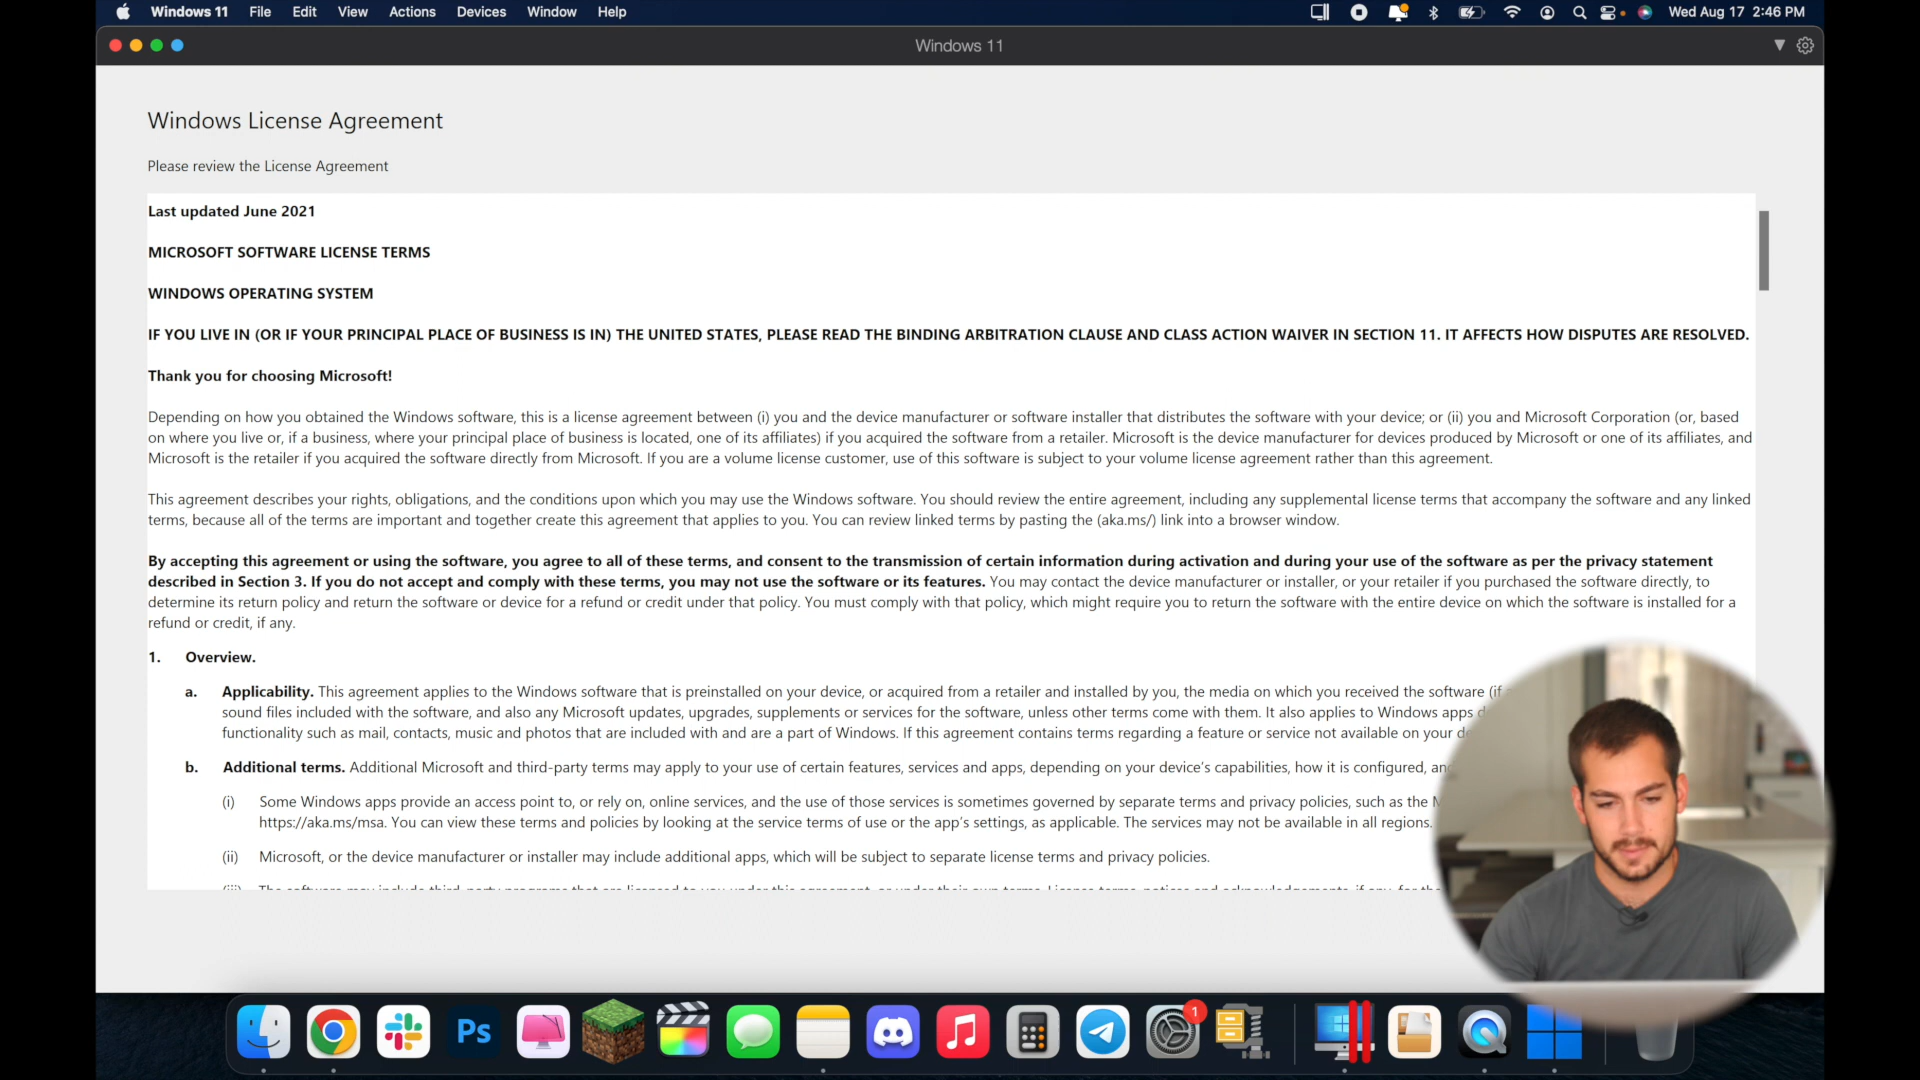 Windows 11 File Edit View Actions Devices Window Help Wed Aug 17 2:46 PM
Windows 11
Windows License Agreement
Please review the License Agreement
Last updated June 2021
MICROSOFT SOFTWARE LICENSE TERMS
WINDOWS OPERATING SYSTEM
IF YOU LIVE IN (OR IF YOUR PRINCIPAL PLACE OF BUSINESS IS IN) THE UNITED STATES, PLEASE READ THE BINDING ARBITRATION CLAUSE AND CLASS ACTION WAIVER IN SECTION 11. IT AFFECTS HOW DISPUTES ARE RESOLVED.
Thank you for choosing Microsoft!
Depending on how you obtained the Windows software, this is a license agreement between (i) you and the device manufacturer or software installer that distributes the software with your device; or (ii) you and Microsoft Corporation (or, based
on where you live or, if a business, where your principal place of business is located, one of its affiliates) if you acquired the software from a retailer. Microsoft is the device manufacturer for devices produced by Microsoft or one of its affiliates, and
Microsoft is the retailer if you acquired the software directly from Microsoft. If you are a volume license customer, use of this software is subject to your volume license agreement rather than this agreement.
This agreement describes your rights, obligations, and the conditions upon which you may use the Windows software. You should review the entire agreement, including any supplemental license terms that accompany the software and any linked
terms, because all of the terms are important and together create this agreement that applies to you. You can review linked terms by pasting the (aka.ms/) link into a browser window.
By accepting this agreement or using the software, you agree to all of these terms, and consent to the transmission of certain information during activation and during your use of the software as per the privacy statement
described in Section 3. If you do not accept and comply with these terms, you may not use the software or its features. You may contact the device manufacturer or installer, or your retailer if you purchased the software directly, to
determine its return policy and return the software or device for a refund or credit under that policy. You must comply with that policy, which might require you to return the software with the entire device on which the software is installed for a
refund or credit, if any.
1. Overview.
a. Applicability. This agreement applies to the Windows software that is preinstalled on your device, or acquired from a retailer and installed by you, the media on which you received the software (if
sound files included with the software, and also any Microsoft updates, upgrades, supplements or services for the software, unless other terms come with them. It also applies to Windows apps
functionality such as mail, contacts, music and photos that are included with and are a part of Windows. If this agreement contains terms regarding a feature or service not available on your
b. Additional terms. Additional Microsoft and third-party terms may apply to your use of certain features, services and apps, depending on your device's capabilities, how it is configured,
(i) Some Windows apps provide an access point to, or rely on, online services, and the use of those services is sometimes governed by separate terms and privacy policies, such as the
https://aka.ms/msa. You can view these terms and policies by looking at the service terms of use or the app's settings, as applicable. The services may not be available in all regions.
(ii) Microsoft, or the device manufacturer or installer may include additional apps, which will be subject to separate license terms and privacy policies.
Ps 1